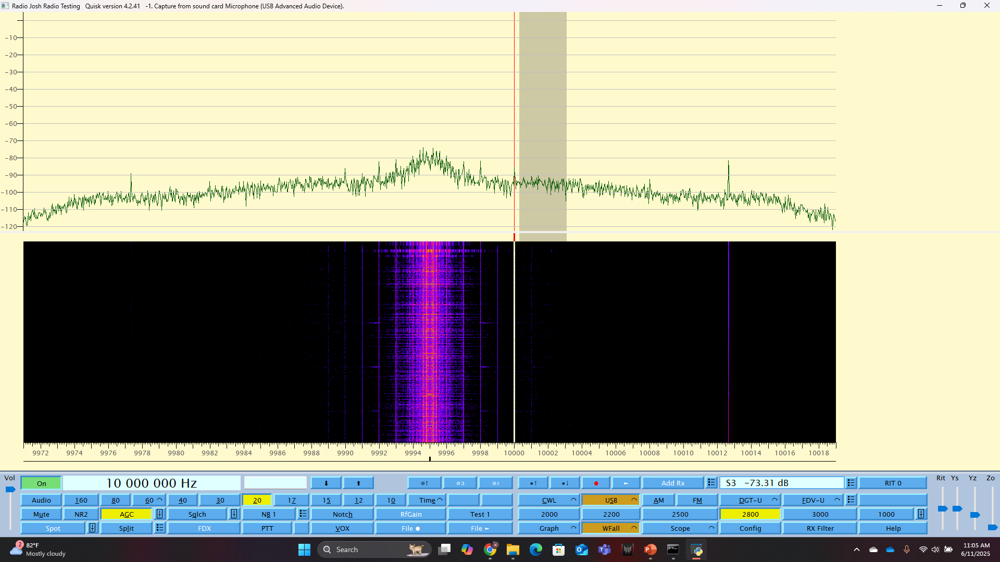 Radio Josh Radio Testing   Quisk version 4.2.41   -1. Capture from sound card Microphone (USB Advanced Audio Device).
-10
-20
-30
-40
-50
-60
-70
-80
-90
-100
-110
-120
9972 9974 9976 9978 9980 9982 9984 9986 9988 9990 9992 9994 9996 9998 10000 10002 10004 10006 10008 10010 10012 10014 10016 10018
Vol On 10 000 000 Hz Add Rx S3 -73.31 dB RIT 0 Rit Ys Yz Zo
Audio 160 80 60 40 30 20 17 15 12 10 Time CWL USB AM FM DGT-U FDV-U
Mute NR2 AGC Sqlch NB 1 Notch RfGain Test 1 2000 2200 2500 2800 3000 1000
Spot Split FDX PTT VOX File ● File ► Graph WFall Scope Config RX Filter Help
2 82°F
Mostly cloudy
Search
11:05 AM
6/11/2025